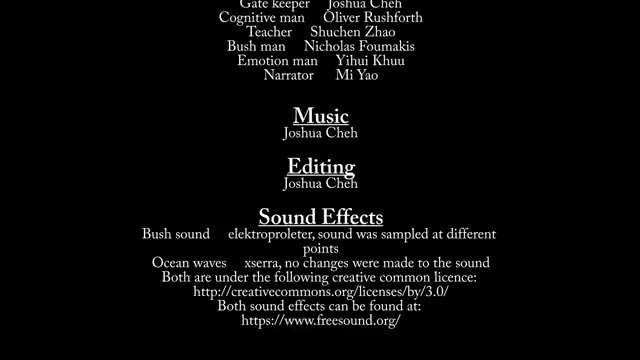 Gate keeper Joshua Cheh
Cognitive man Oliver Rushforth
Teacher Shuchen Zhao
Bush man Nicholas Foumakis
Emotion man Yihui Khuu
Narrator Mi Yao
Music
Joshua Cheh
Editing
Joshua Cheh
Sound Effects
Bush sound elektroproleter, sound was sampled at different
points
Ocean waves xserra, no changes were made to the sound
Both are under the following creative common licence:
http://creativecommons.org/licenses/by/3.0/
Both sound effects can be found at:
https://www.freesound.org/